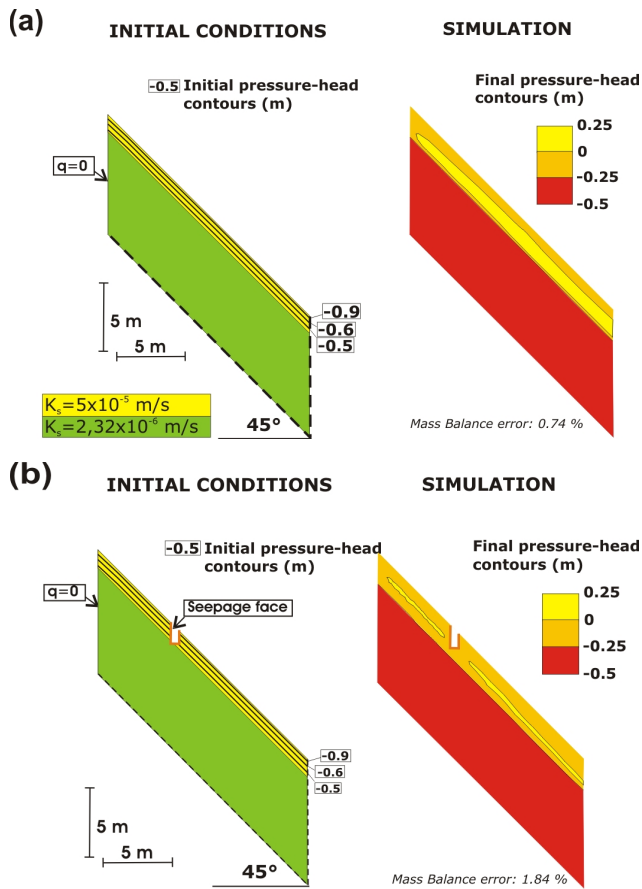 (a)
INITIAL CONDITIONS
SIMULATION
-0.5 Initial pressure-head
contours (m)
Final pressure-head
contours (m)
0.25
0
-0.25
-0.5
q=0
-0.9
-0.6
-0.5
5 m
5 m
Ks=5x10-5 m/s
Ks=2,32x10-6 m/s
45°
Mass Balance error: 0.74 %
(b)
INITIAL CONDITIONS
SIMULATION
-0.5 Initial pressure-head
contours (m)
Final pressure-head
contours (m)
0.25
0
-0.25
-0.5
q=0
Seepage face
-0.9
-0.6
-0.5
5 m
5 m
45°
Mass Balance error: 1.84 %